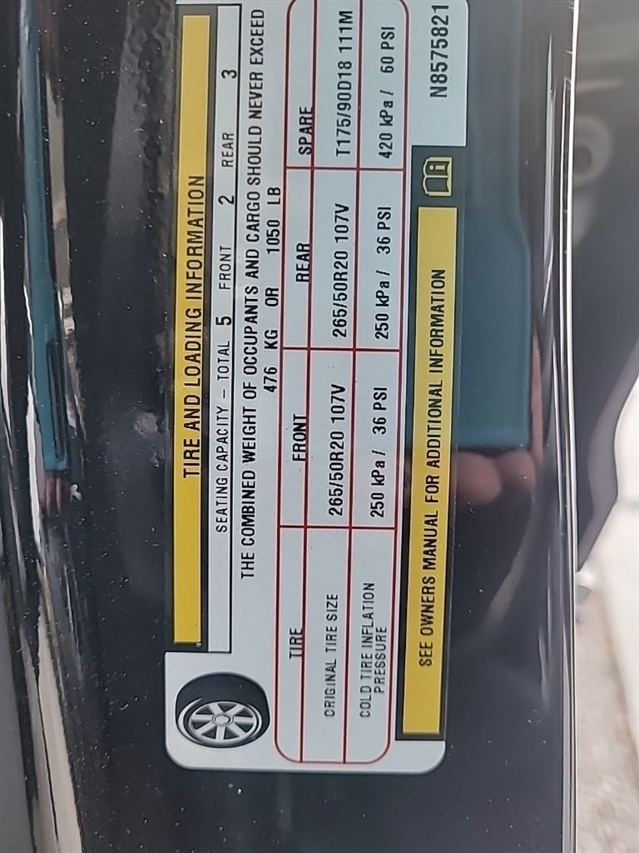 TIRE AND LOADING INFORMATION
SEATING CAPACITY – TOTAL 5 FRONT 2 REAR 3
THE COMBINED WEIGHT OF OCCUPANTS AND CARGO SHOULD NEVER EXCEED
476 KG OR 1050 LB
TIRE FRONT REAR SPARE
ORIGINAL TIRE SIZE 265/50R20 107V 265/50R20 107V T175/90D18 111M
COLD TIRE INFLATION PRESSURE 250 kPa / 36 PSI 250 kPa / 36 PSI 420 kPa / 60 PSI
SEE OWNERS MANUAL FOR ADDITIONAL INFORMATION N8575821